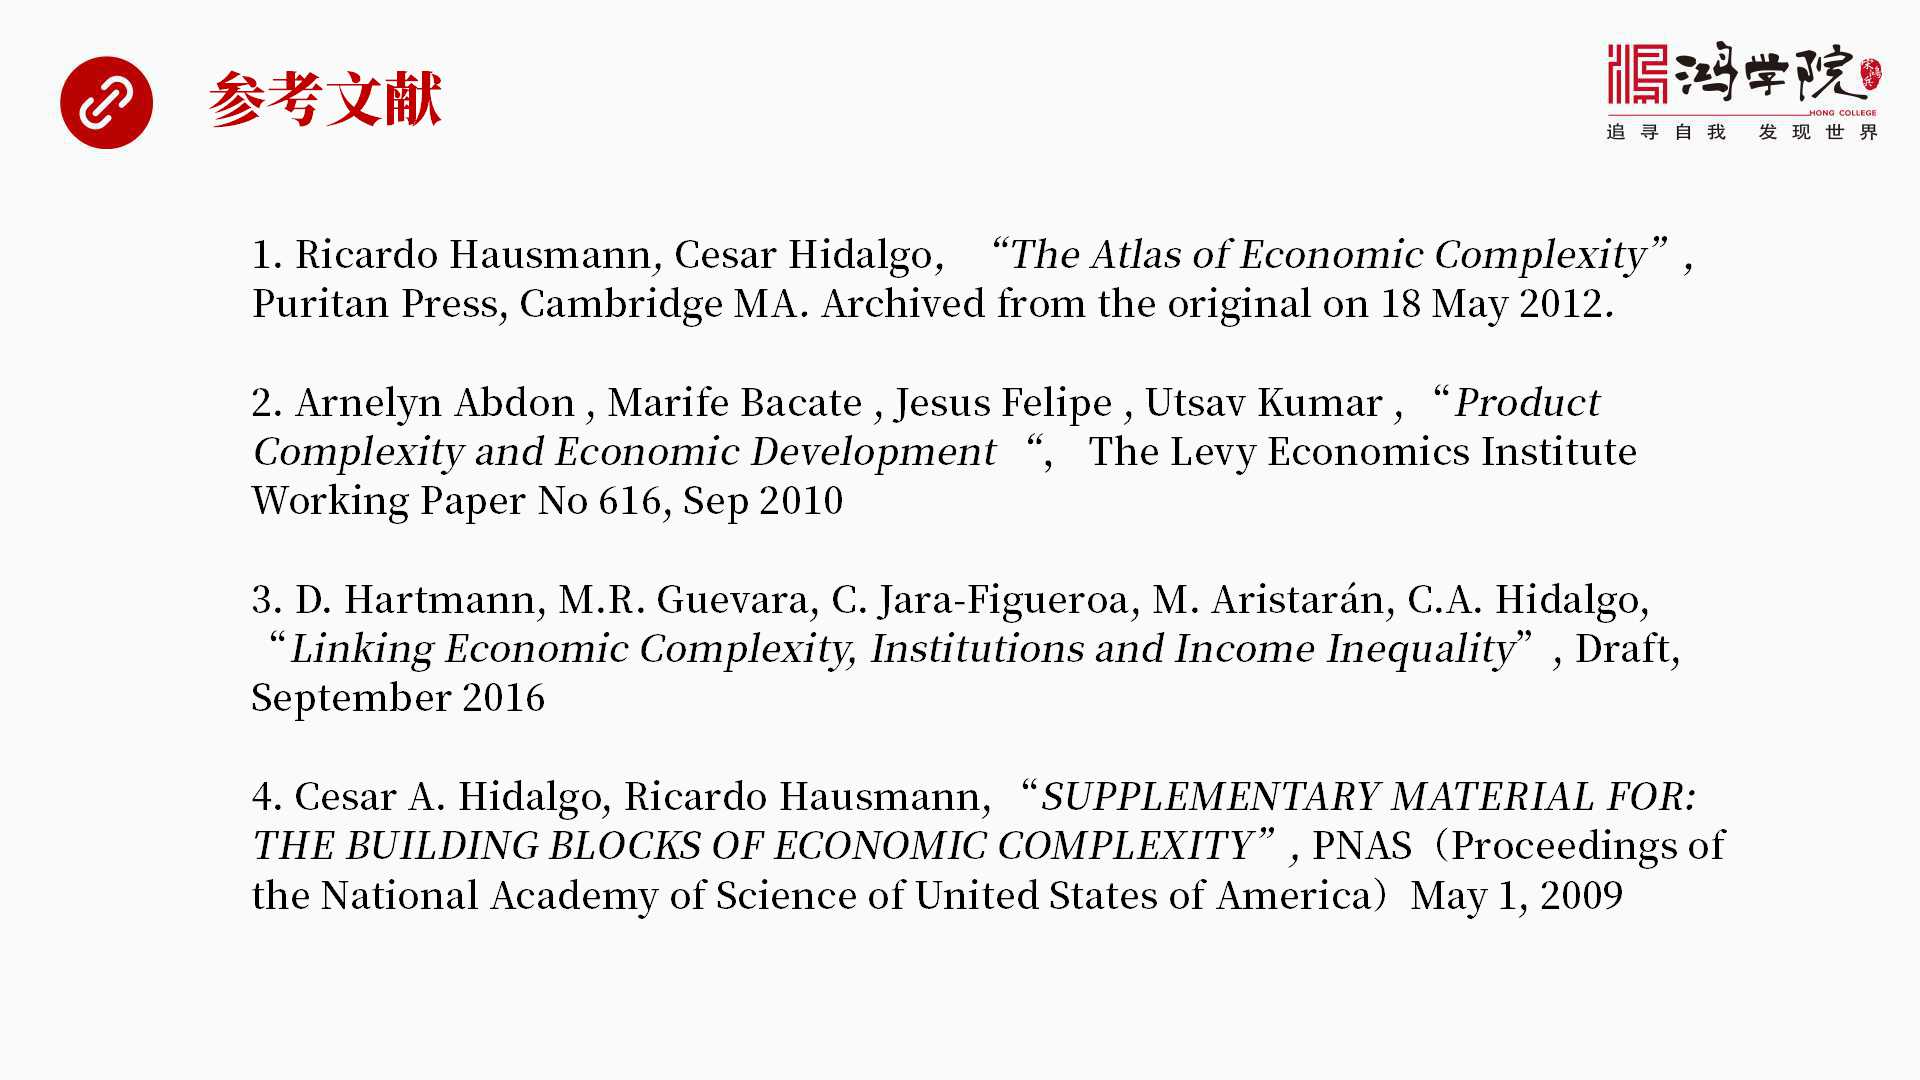 参考文献
鸿学院
宋鸿兵
HONG COLLEGE
追寻自我 发现世界
1. Ricardo Hausmann, Cesar Hidalgo, “The Atlas of Economic Complexity”,
Puritan Press, Cambridge MA. Archived from the original on 18 May 2012.
2. Arnelyn Abdon , Marife Bacate , Jesus Felipe , Utsav Kumar , “Product
Complexity and Economic Development “, The Levy Economics Institute
Working Paper No 616, Sep 2010
3. D. Hartmann, M.R. Guevara, C. Jara-Figueroa, M. Aristarán, C.A. Hidalgo,
“Linking Economic Complexity, Institutions and Income Inequality”, Draft,
September 2016
4. Cesar A. Hidalgo, Ricardo Hausmann, “SUPPLEMENTARY MATERIAL FOR:
THE BUILDING BLOCKS OF ECONOMIC COMPLEXITY”, PNAS（Proceedings of
the National Academy of Science of United States of America）May 1, 2009